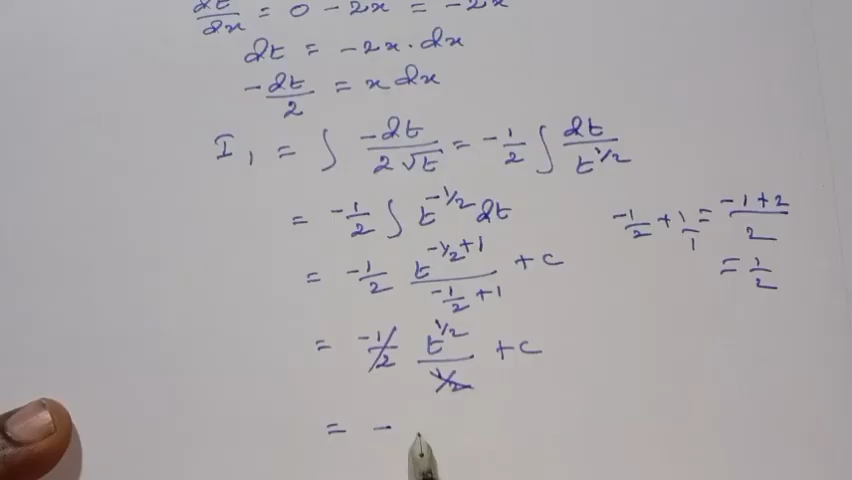 dt/dx = 0 - 2x = -2x
dt = -2x · dx
-dt/2 = x dx
I₁ = ∫ -dt/(2√t) = -1/2 ∫ dt/t^(1/2)
= -1/2 ∫ t^(-1/2) dt
-1/2 + 1/1 = (-1+2)/2
= 1/2
= -1/2 t^(-1/2+1)/(-1/2+1) + c
= -1/2 t^(1/2)/(1/2) + c
= -